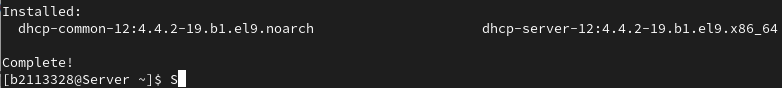 Installed:
dhcp-common-12:4.4.2-19.b1.el9.noarch dhcp-server-12:4.4.2-19.b1.el9.x86_64
Complete!
[b2113328@Server ~]$ S